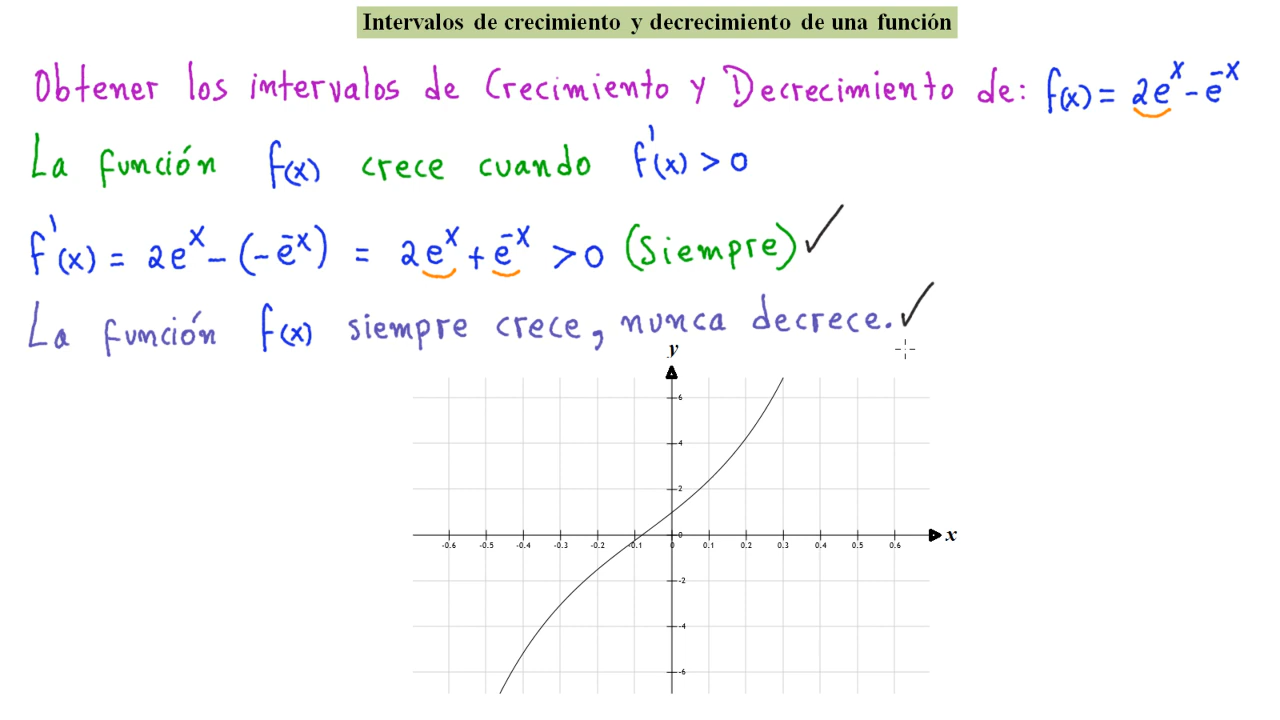 Intervalos de crecimiento y decrecimiento de una función
Obtener los intervalos de Crecimiento y Decrecimiento de: f(x) = 2e^x - e^-x
La función f(x) crece cuando f'(x) > 0
f'(x) = 2e^x - (-e^-x) = 2e^x + e^-x > 0 (Siempre) ✓
La función f(x) siempre crece, nunca decrece. ✓
y
6
4
2
0
x
-0.6 -0.5 -0.4 -0.3 -0.2 -0.1 0 0.1 0.2 0.3 0.4 0.5 0.6
-2
-4
-6